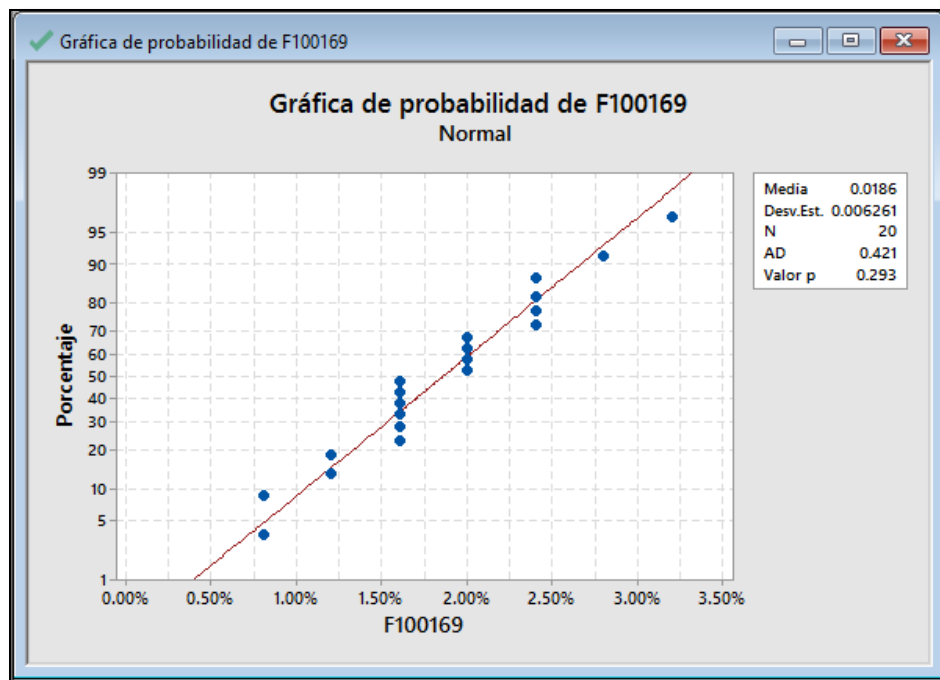 Gráfica de probabilidad de F100169
Gráfica de probabilidad de F100169
Normal
99
95
90
80
70
60
50
40
30
20
10
5
1
Porcentaje
0.00% 0.50% 1.00% 1.50% 2.00% 2.50% 3.00% 3.50%
F100169
Media 0.0186
Desv.Est. 0.006261
N 20
AD 0.421
Valor p 0.293